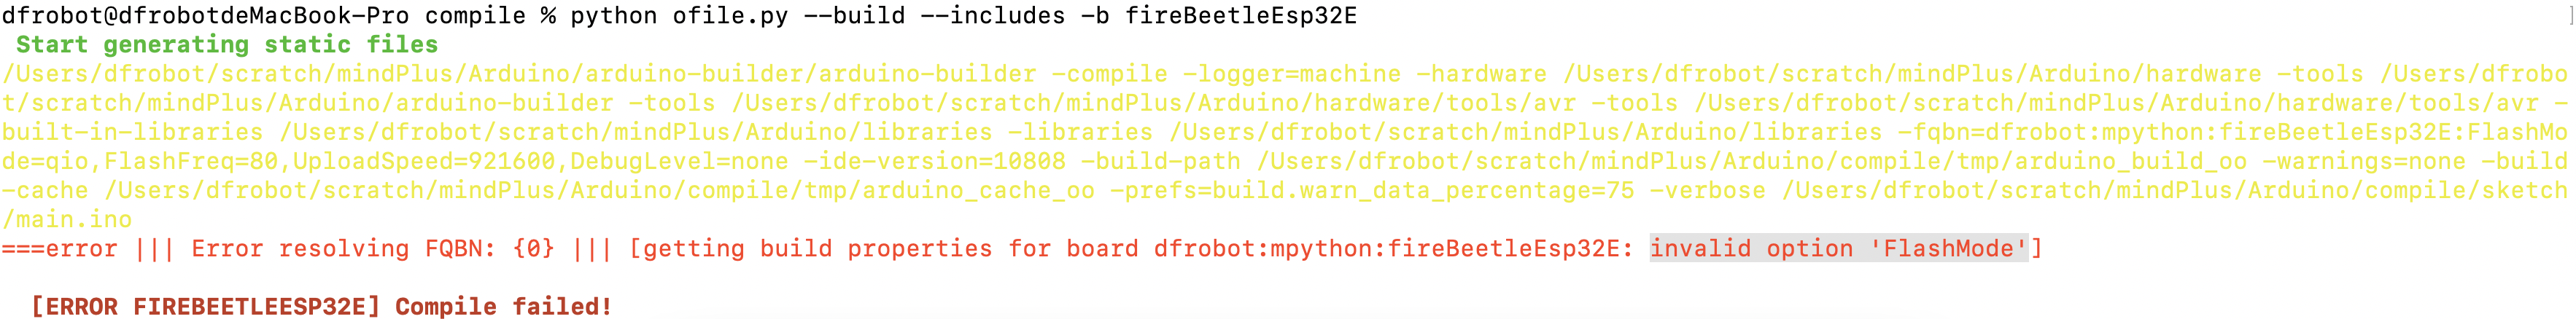 dfrobot@dfrobotdeMacBook-Pro compile % python ofile.py --build --includes -b fireBeetleEsp32E ]
Start generating static files
/Users/dfrobot/scratch/mindPlus/Arduino/arduino-builder/arduino-builder -compile -logger=machine -hardware /Users/dfrobot/scratch/mindPlus/Arduino/hardware -tools /Users/dfrobo
t/scratch/mindPlus/Arduino/arduino-builder -tools /Users/dfrobot/scratch/mindPlus/Arduino/hardware/tools/avr -tools /Users/dfrobot/scratch/mindPlus/Arduino/hardware/tools/avr -
built-in-libraries /Users/dfrobot/scratch/mindPlus/Arduino/libraries -libraries /Users/dfrobot/scratch/mindPlus/Arduino/libraries -fqbn=dfrobot:mpython:fireBeetleEsp32E:FlashMo
de=qio,FlashFreq=80,UploadSpeed=921600,DebugLevel=none -ide-version=10808 -build-path /Users/dfrobot/scratch/mindPlus/Arduino/compile/tmp/arduino_build_oo -warnings=none -build
-cache /Users/dfrobot/scratch/mindPlus/Arduino/compile/tmp/arduino_cache_oo -prefs=build.warn_data_percentage=75 -verbose /Users/dfrobot/scratch/mindPlus/Arduino/compile/sketch
/main.ino
===error ||| Error resolving FQBN: {0} ||| [getting build properties for board dfrobot:mpython:fireBeetleEsp32E: invalid option 'FlashMode']
[ERROR FIREBEETLEESP32E] Compile failed!